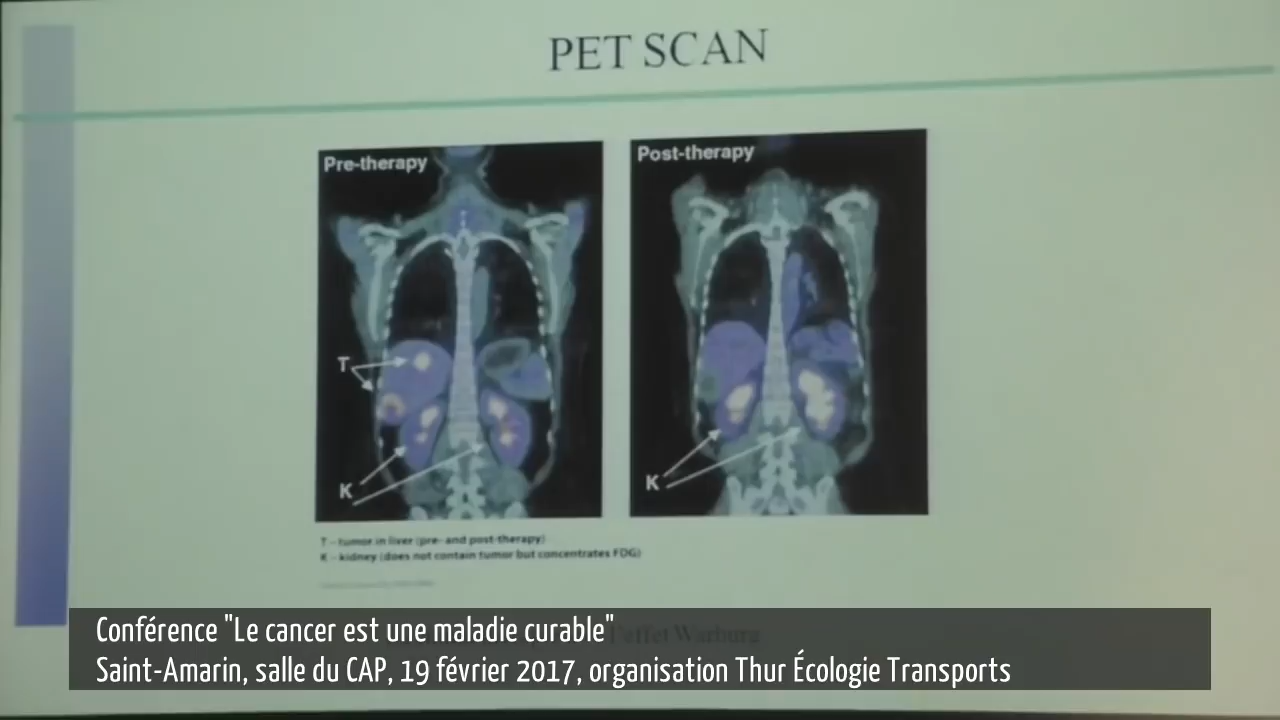 PET SCAN
Pre-therapy
Post-therapy
T
K
K
T - tumor in liver (pre- and post-therapy)
K - kidney (does not contain tumor but concentrates FDG)
l'effet Warburg
Conférence "Le cancer est une maladie curable"
Saint-Amarin, salle du CAP, 19 février 2017, organisation Thur Écologie Transports